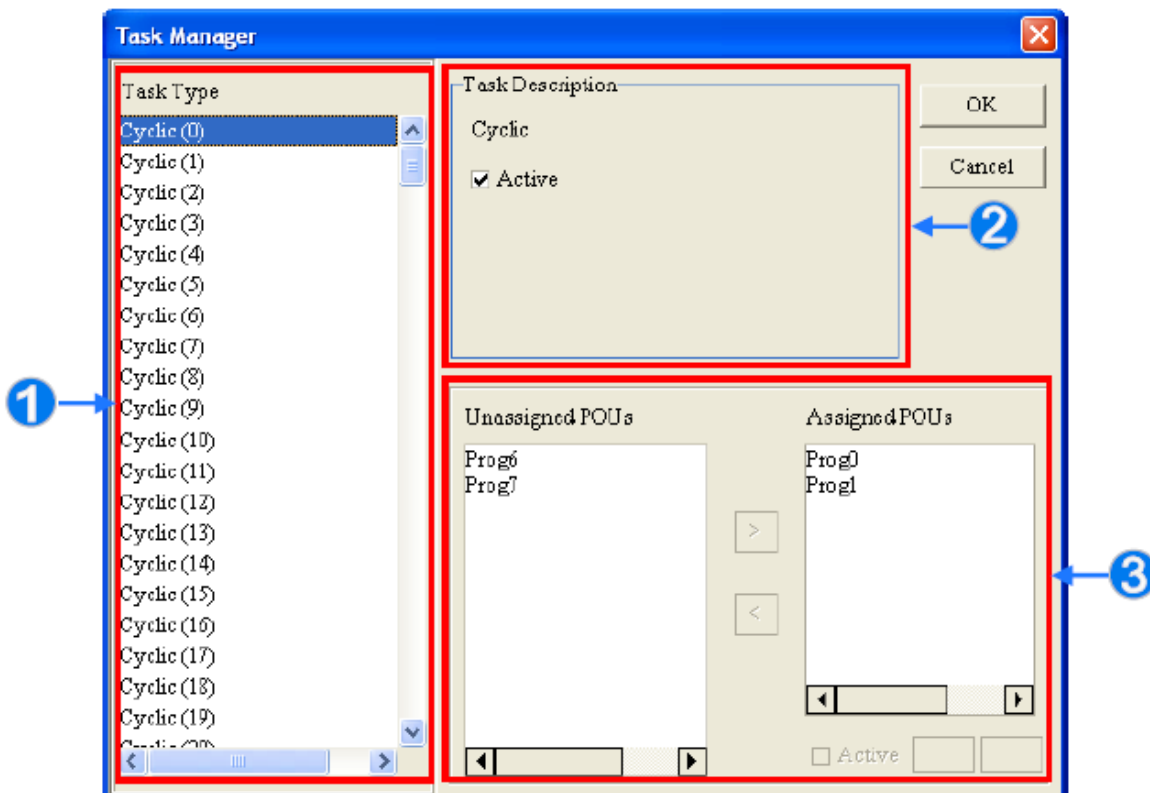 Task Manager
Task Type
Cyclic (0)
Cyclic (1)
Cyclic (2)
Cyclic (3)
Cyclic (4)
Cyclic (5)
Cyclic (6)
Cyclic (7)
Cyclic (8)
Cyclic (9)
Cyclic (10)
Cyclic (11)
Cyclic (12)
Cyclic (13)
Cyclic (14)
Cyclic (15)
Cyclic (16)
Cyclic (17)
Cyclic (18)
Cyclic (19)
1
Task Description
Cyclic
Active
OK
Cancel
2
Unassigned POUs
Prog6
Prog7
>
<
Assigned POUs
Prog0
Prog1
Active
3